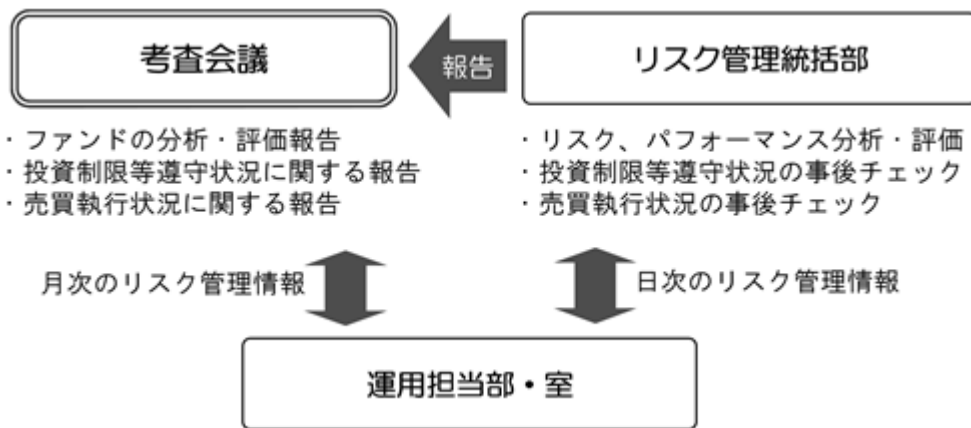 考査会議
報告
リスク管理統括部
・ファンドの分析・評価報告
・投資制限等遵守状況に関する報告
・売買執行状況に関する報告
・リスク、パフォーマンス分析・評価
・投資制限等遵守状況の事後チェック
・売買執行状況の事後チェック
月次のリスク管理情報
日次のリスク管理情報
運用担当部・室